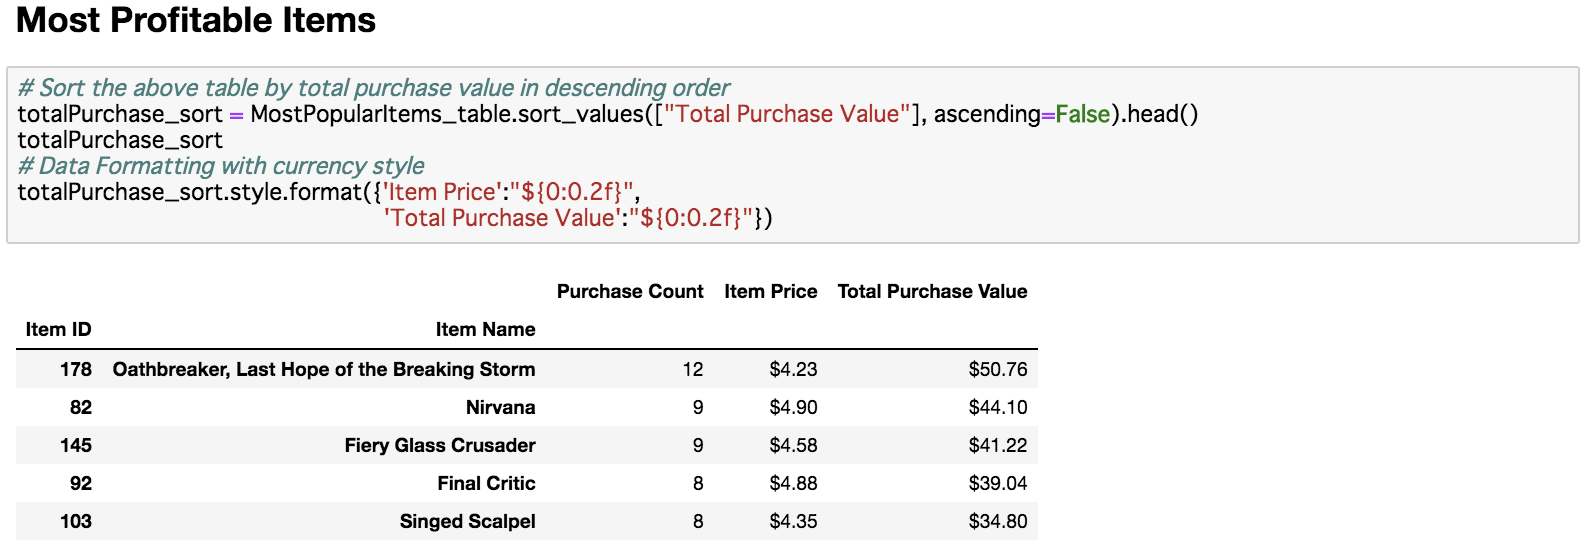 Most Profitable Items
# Sort the above table by total purchase value in descending order
totalPurchase_sort = MostPopularItems_table.sort_values(["Total Purchase Value"], ascending=False).head()
totalPurchase_sort
# Data Formatting with currency style
totalPurchase_sort.style.format({'Item Price':"${0:0.2f}",
'Total Purchase Value':"${0:0.2f}"})
Purchase Count Item Price Total Purchase Value
Item ID Item Name
178 Oathbreaker, Last Hope of the Breaking Storm 12 $4.23 $50.76
82 Nirvana 9 $4.90 $44.10
145 Fiery Glass Crusader 9 $4.58 $41.22
92 Final Critic 8 $4.88 $39.04
103 Singed Scalpel 8 $4.35 $34.80